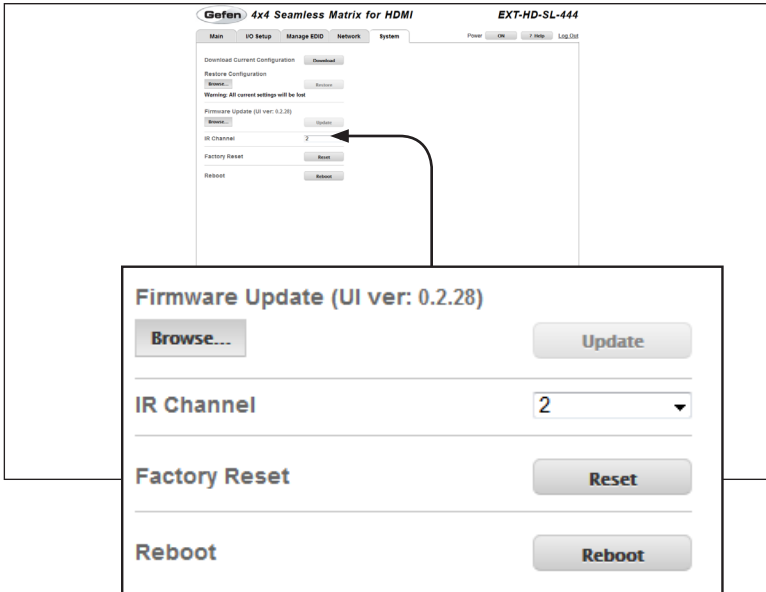 Gefen 4x4 Seamless Matrix for HDMI EXT-HD-SL-444
Main I/O Setup Manage EDID Network System Power ON ? Help Log Out
Download Current Configuration Download
Restore Configuration
Browse... Restore
Warning: All current settings will be lost
Firmware Update (UI ver: 0.2.28)
Browse... Update
IR Channel 2
Factory Reset Reset
Reboot Reboot
Firmware Update (UI ver: 0.2.28)
Browse... Update
IR Channel 2
Factory Reset Reset
Reboot Reboot